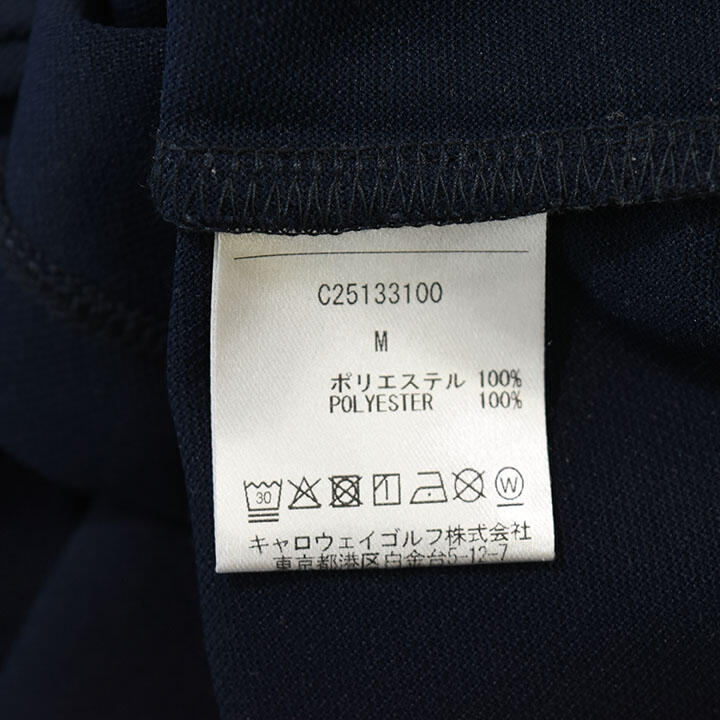 C25133100
M
ポリエステル 100%
POLYESTER 100%
30
W
キャロウェイゴルフ株式会社
東京都港区白金台5-12-7